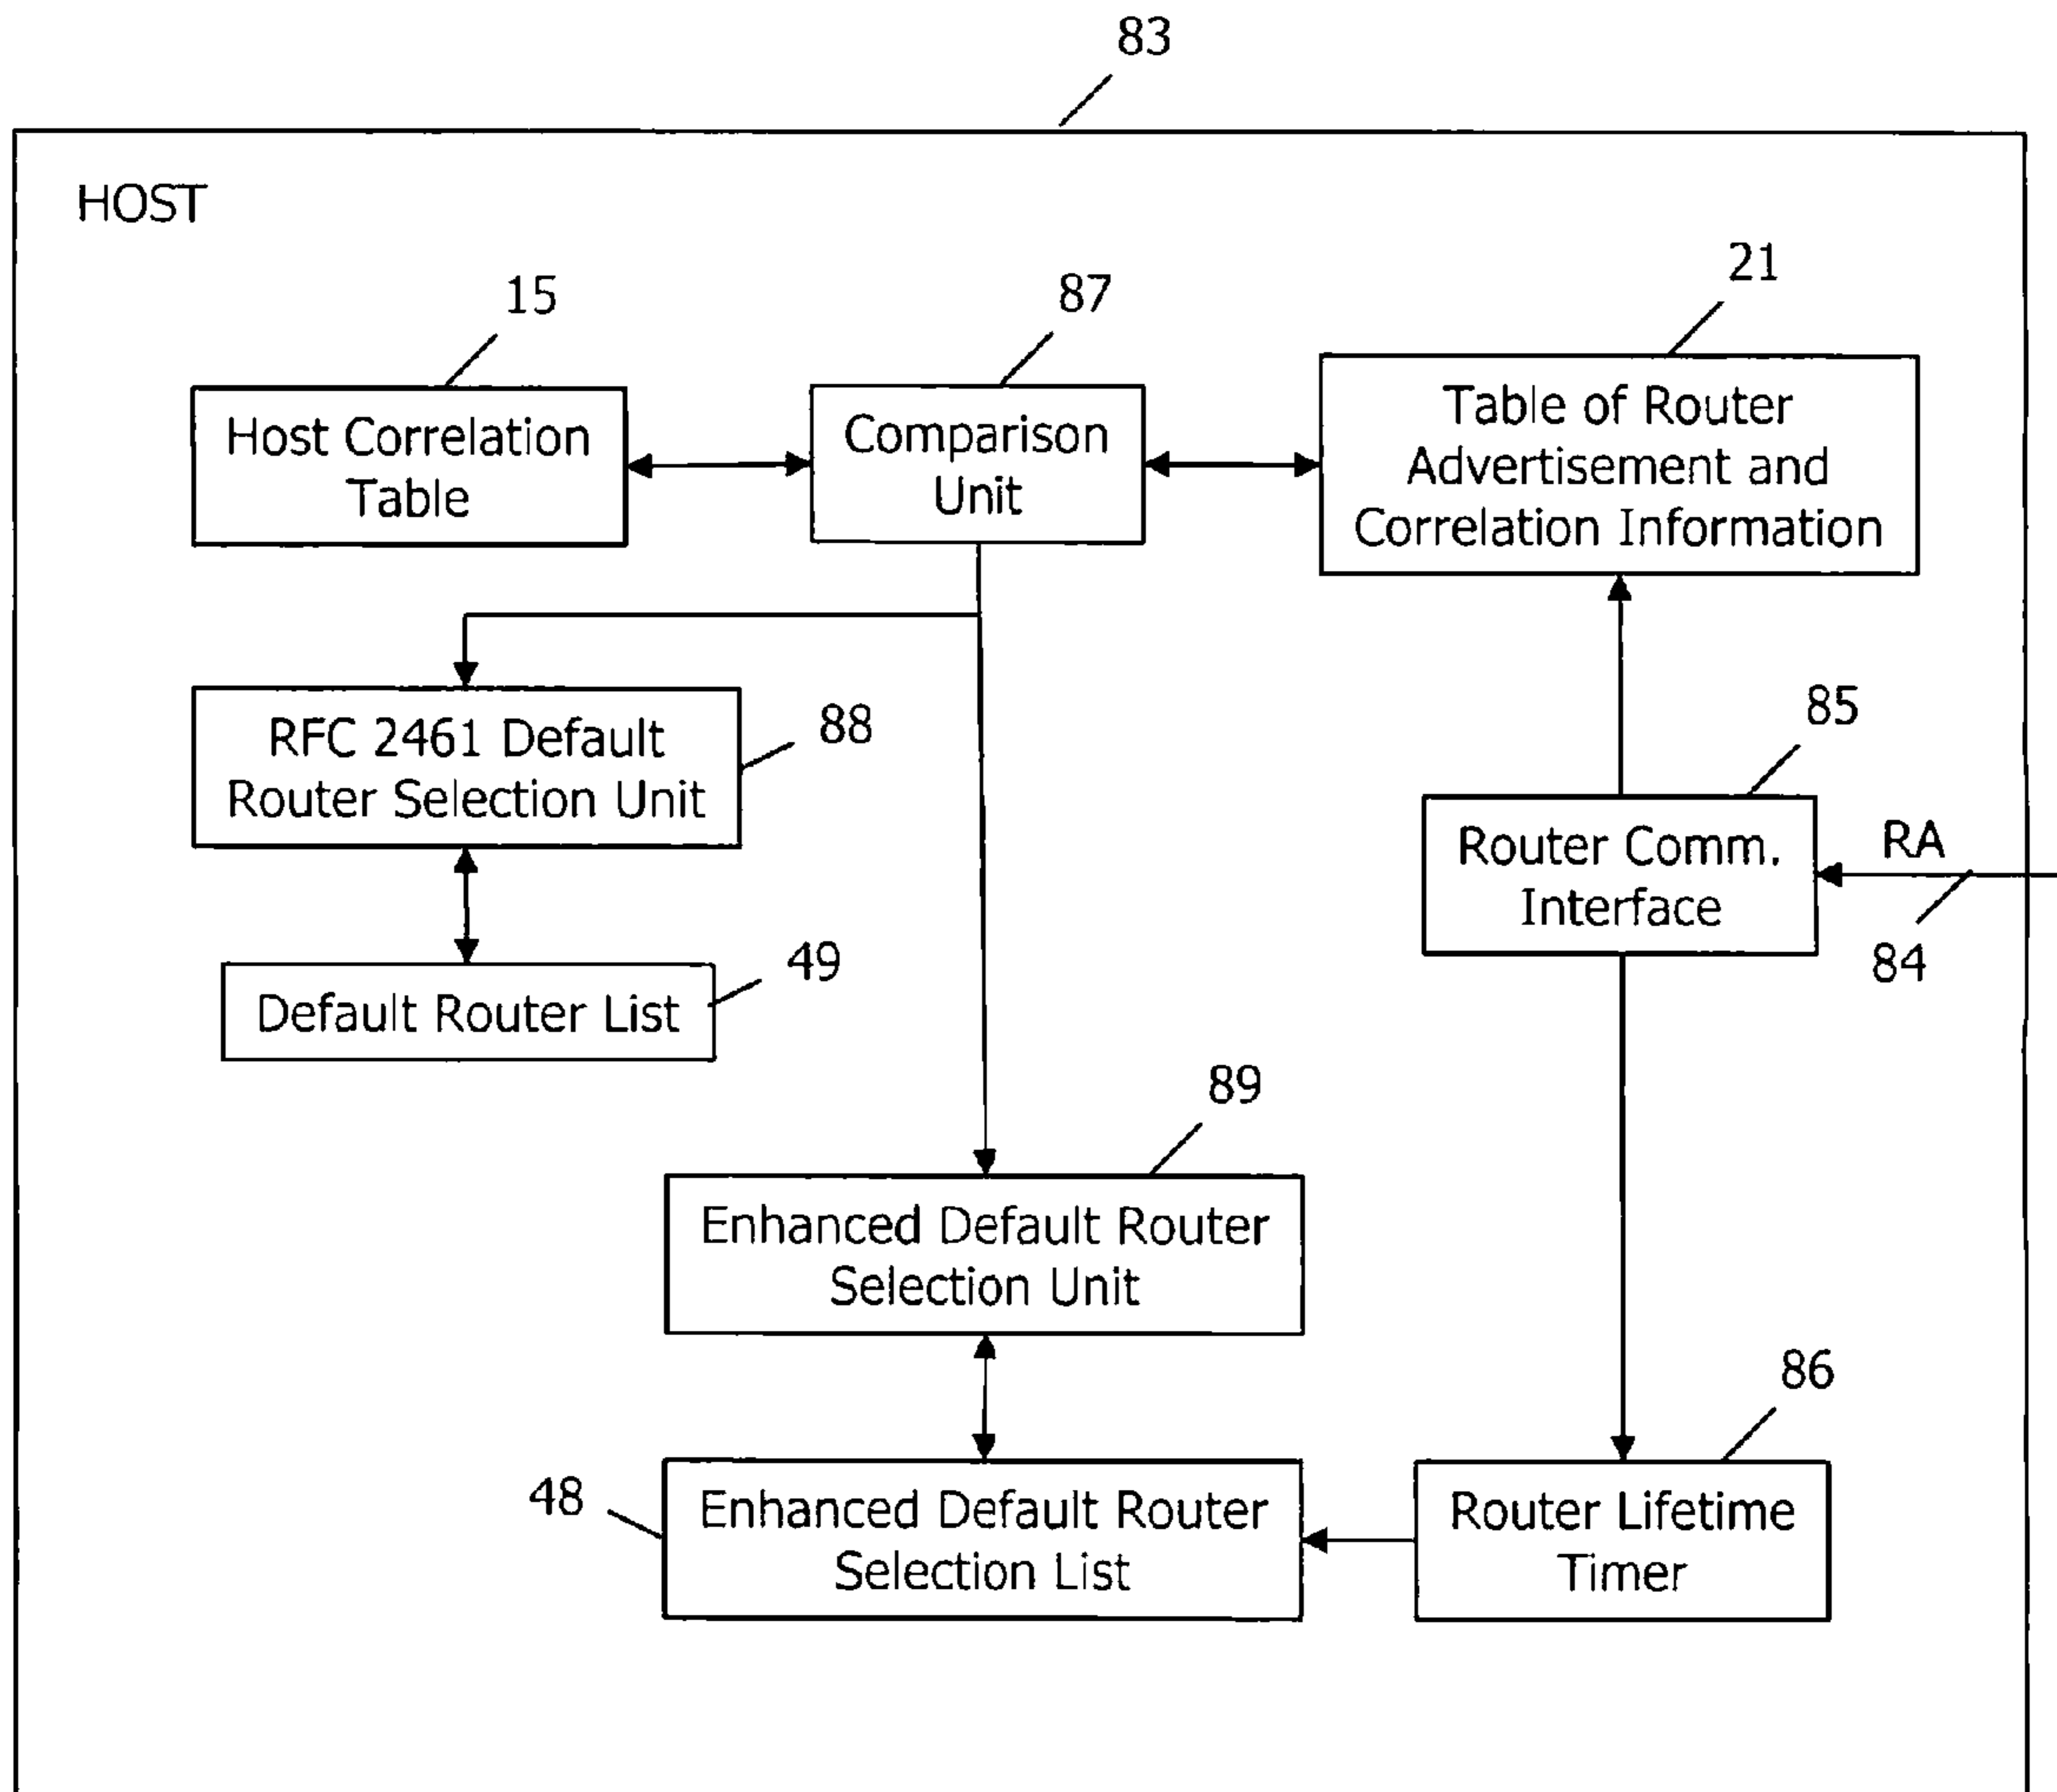 83
HOST
15
87
21
Host Correlation
Table
Comparison
Unit
Table of Router
Advertisement and
Correlation Information
RFC 2461 Default
Router Selection Unit
88
85
Router Comm.
Interface
RA
84
Default Router List
49
89
Enhanced Default Router
Selection Unit
86
48
Enhanced Default Router
Selection List
Router Lifetime
Timer